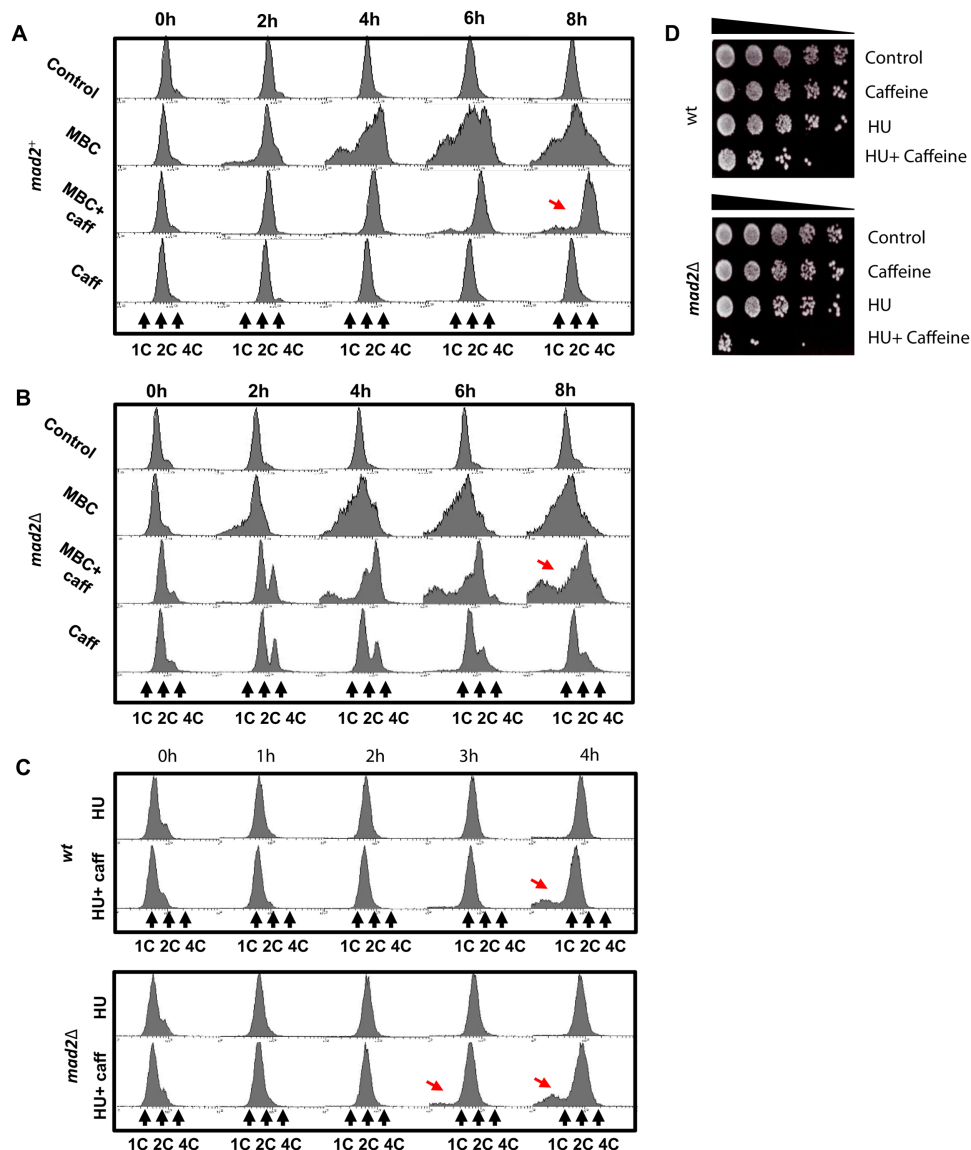 A
0h 2h 4h 6h 8h
Control
MBC
MBC+
caff
Caff
mad2+
1C 2C 4C 1C 2C 4C 1C 2C 4C 1C 2C 4C 1C 2C 4C
B
0h 2h 4h 6h 8h
Control
MBC
MBC+
caff
Caff
mad2Δ
1C 2C 4C 1C 2C 4C 1C 2C 4C 1C 2C 4C 1C 2C 4C
C
0h 1h 2h 3h 4h
HU
HU+ caff
wt
1C 2C 4C 1C 2C 4C 1C 2C 4C 1C 2C 4C 1C 2C 4C
HU
HU+ caff
mad2Δ
1C 2C 4C 1C 2C 4C 1C 2C 4C 1C 2C 4C 1C 2C 4C
D
wt
Control
Caffeine
HU
HU+ Caffeine
mad2Δ
Control
Caffeine
HU
HU+ Caffeine